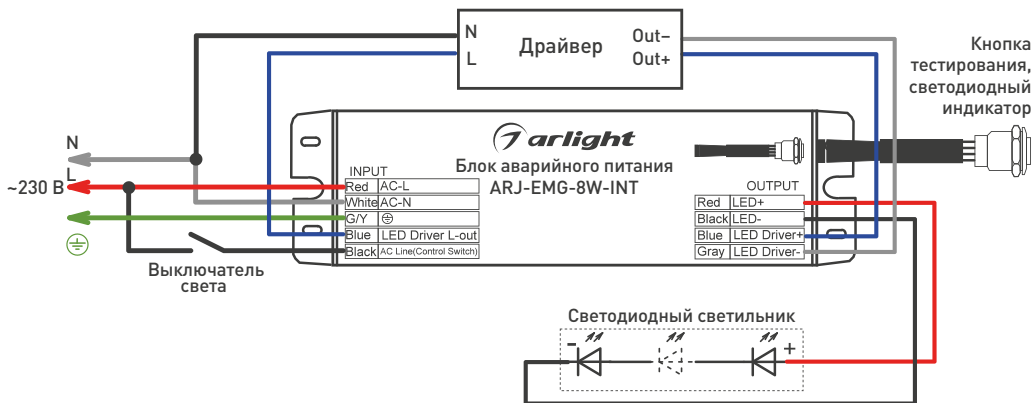 N
L
Драйвер
Out–
Out+
Кнопка
тестирования,
светодиодный
индикатор
N
L
~230 В
arlight
Блок аварийного питания
ARJ-EMG-8W-INT
INPUT
Red AC-L
White AC-N
G/Y
Blue LED Driver L-out
Black AC Line(Control Switch)
OUTPUT
Red LED+
Black LED-
Blue LED Driver+
Gray LED Driver-
Выключатель
света
Светодиодный светильник
- +